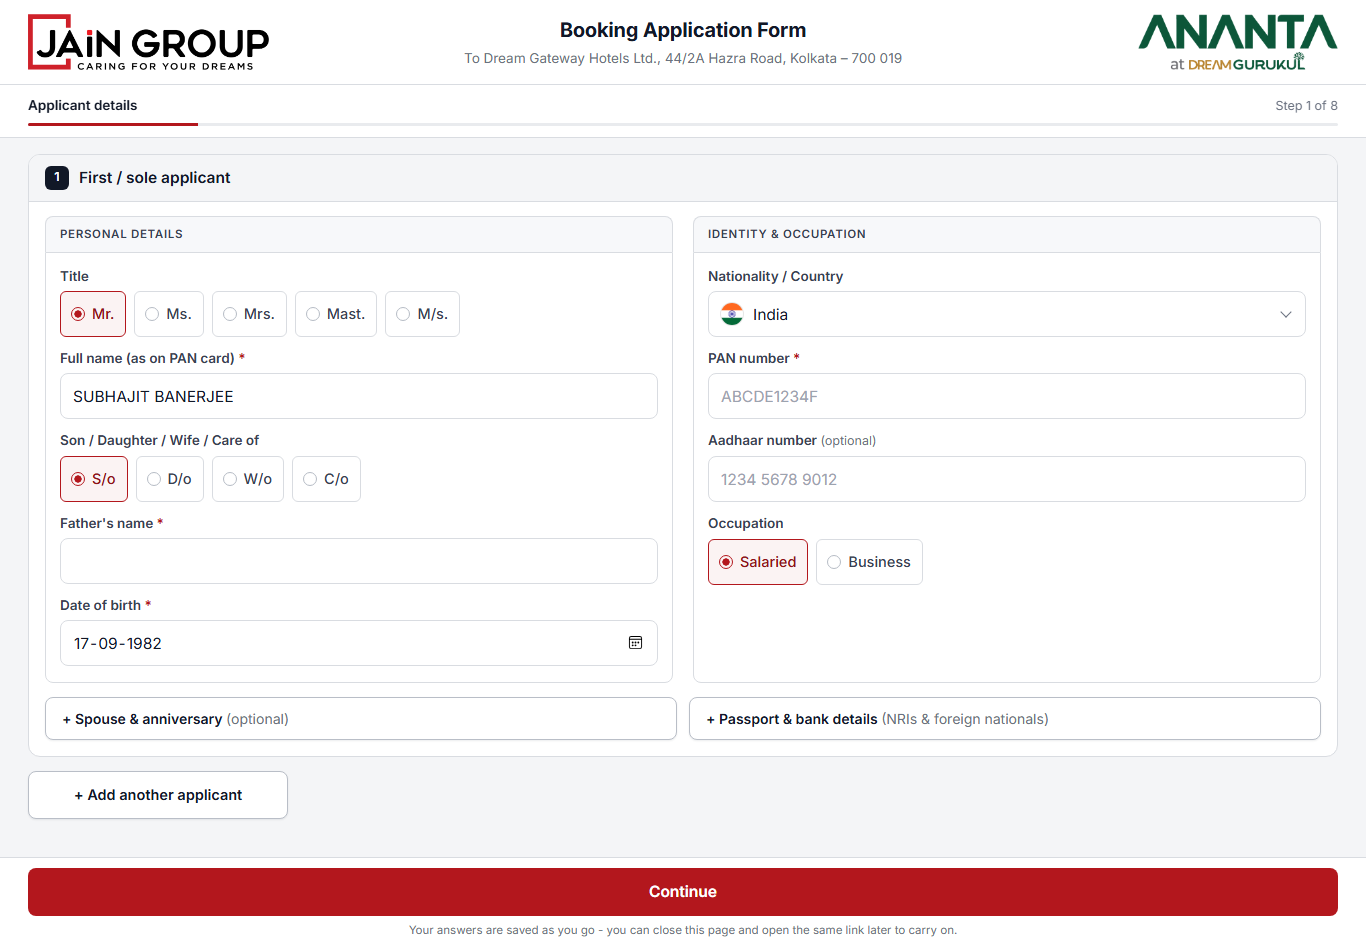 JAiN GROUP
CARING FOR YOUR DREAMS
Booking Application Form
To Dream Gateway Hotels Ltd., 44/2A Hazra Road, Kolkata – 700 019
ANANTA
at DREAM GURUKUL
Applicant details
Step 1 of 8
1 First / sole applicant
PERSONAL DETAILS
Title
Mr. Ms. Mrs. Mast. M/s.
Full name (as on PAN card) *
SUBHAJIT BANERJEE
Son / Daughter / Wife / Care of
S/o D/o W/o C/o
Father's name *
Date of birth *
17-09-1982
IDENTITY & OCCUPATION
Nationality / Country
India
PAN number *
ABCDE1234F
Aadhaar number (optional)
1234 5678 9012
Occupation
Salaried Business
+ Spouse & anniversary (optional)
+ Passport & bank details (NRIs & foreign nationals)
+ Add another applicant
Continue
Your answers are saved as you go - you can close this page and open the same link later to carry on.